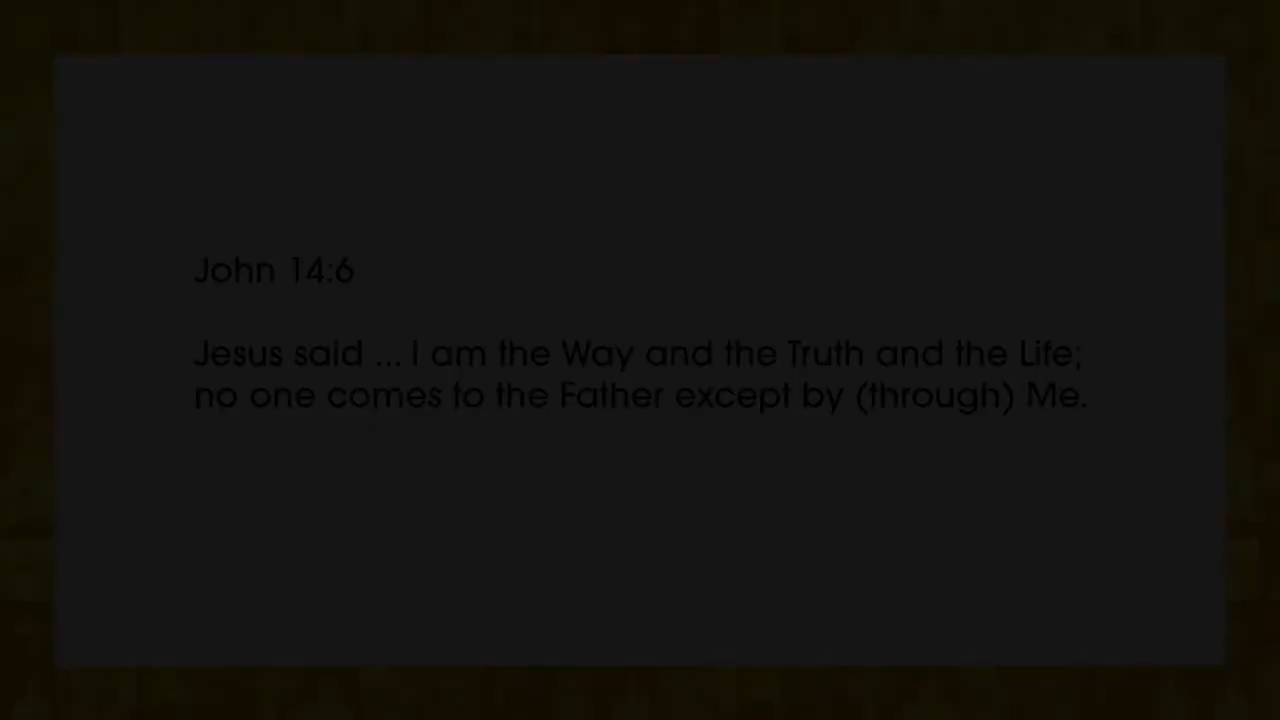 John 14:6
Jesus said ... I am the Way and the Truth and the Life;
no one comes to the Father except by (through) Me.